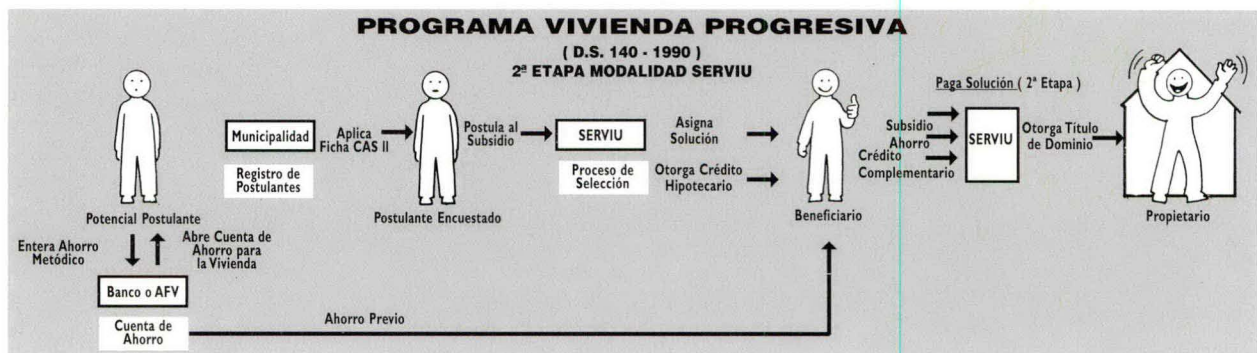 PROGRAMA VIVIENDA PROGRESIVA
( D.S. 140 - 1990 )
2ª ETAPA MODALIDAD SERVIU
Potencial Postulante
Entera Ahorro
Metódico
Abre Cuenta de
Ahorro para
la Vivienda
Banco o AFV
Cuenta de
Ahorro
Ahorro Previo
Municipalidad
Registro de
Postulantes
Aplica
Ficha CAS II
Postulante Encuestado
Postula al
Subsidio
SERVIU
Proceso de
Selección
Asigna
Solución
Otorga Crédito
Hipotecario
Beneficiario
Paga Solución ( 2ª Etapa )
Subsidio
Ahorro
Crédito
Complementario
SERVIU
Otorga Título
de Dominio
Propietario